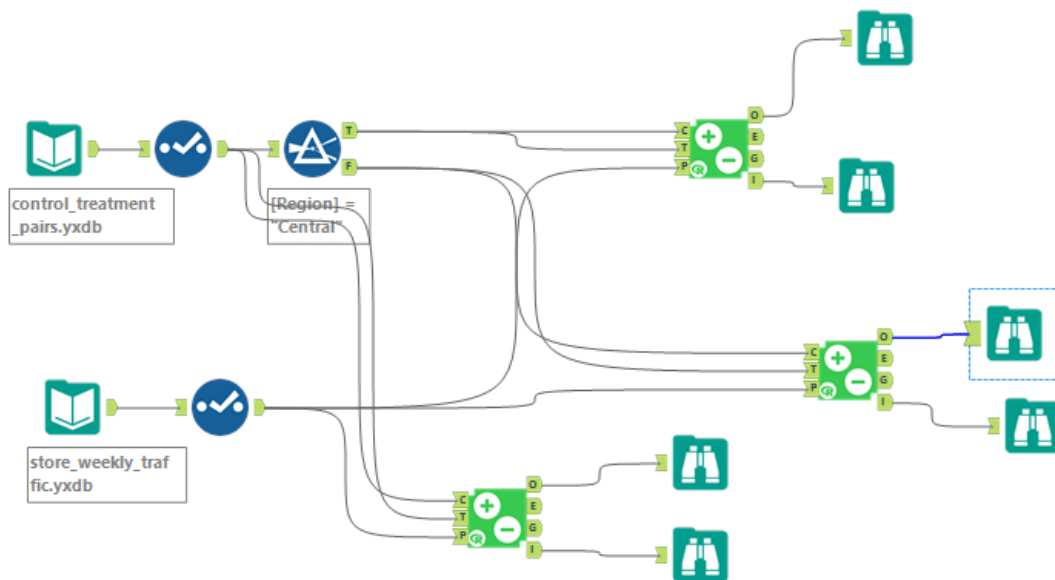 O
E
G
I
T
F
C
T
P
control_treatment
_pairs.yxdb
[Region] =
"Central"
O
E
G
I
C
T
P
R
store_weekly_traf
fic.yxdb
O
E
G
I
C
T
P
R
R